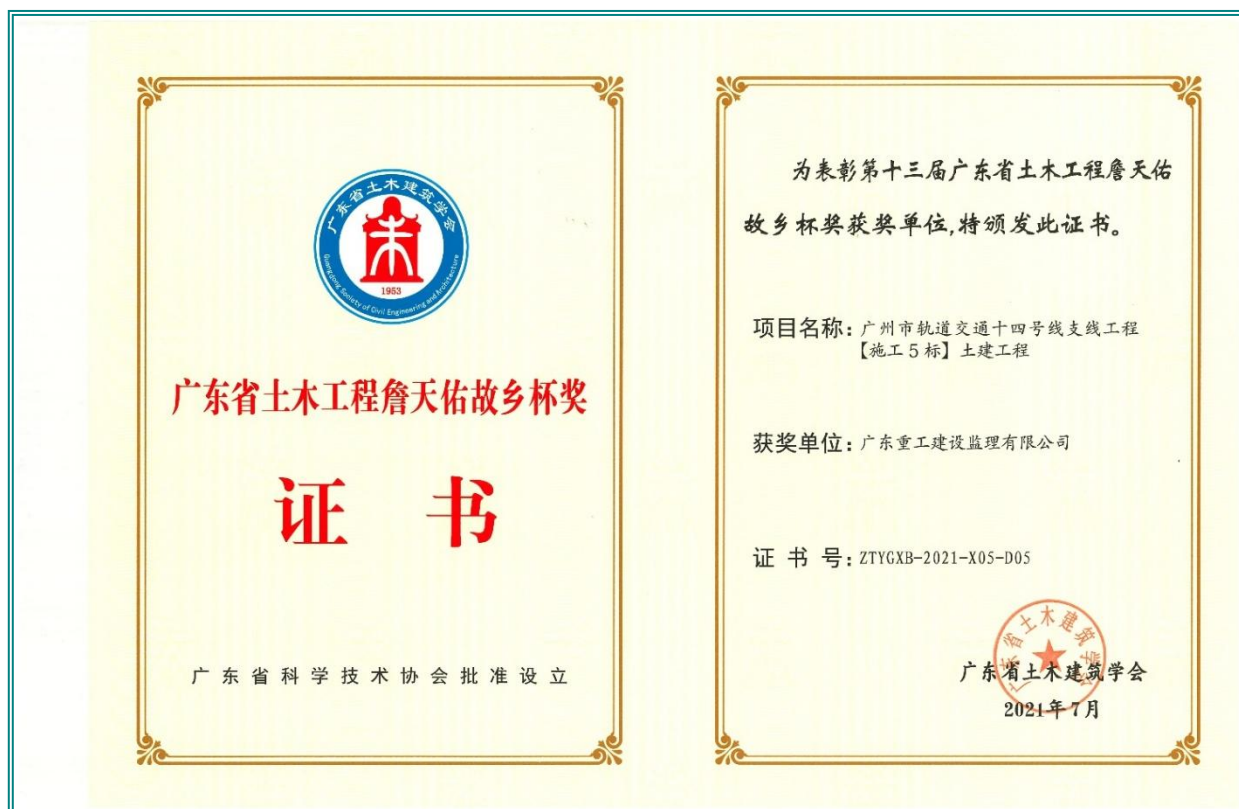 广东省土木建筑学会
1953
Guangdong Society of Civil Engineering and Architecture
广东省土木工程詹天佑故乡杯奖
证 书
广东省科学技术协会批准设立
为表彰第十三届广东省土木工程詹天佑
故乡杯奖获奖单位,特颁发此证书。
项目名称:广州市轨道交通十四号线支线工程
【施工5标】土建工程
获奖单位:广东重工建设监理有限公司
证 书 号:ZTYGXB-2021-X05-D05
广东省土木建筑学会
广东省土木建筑学会
2021年7月